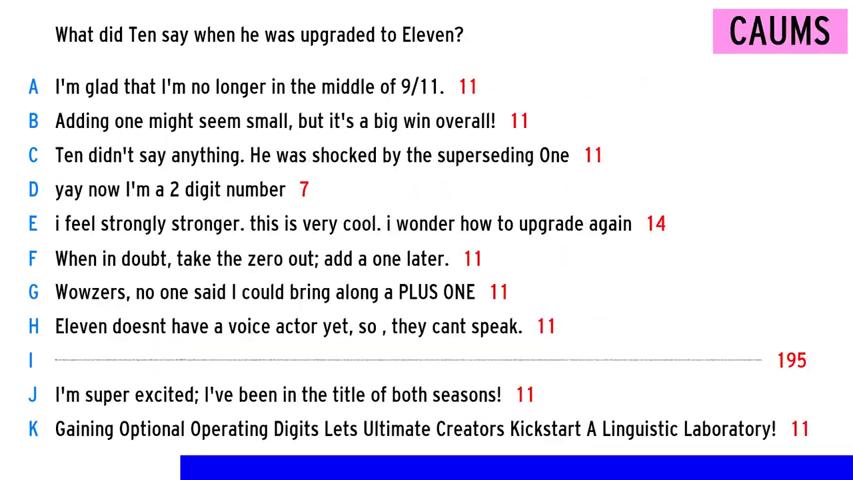 What did Ten say when he was upgraded to Eleven?
CAUMS
A I'm glad that I'm no longer in the middle of 9/11. 11
B Adding one might seem small, but it's a big win overall! 11
C Ten didn't say anything. He was shocked by the superseding One 11
D yay now I'm a 2 digit number 7
E i feel strongly stronger. this is very cool. i wonder how to upgrade again 14
F When in doubt, take the zero out; add a one later. 11
G Wowzers, no one said I could bring along a PLUS ONE 11
H Eleven doesnt have a voice actor yet, so , they cant speak. 11
I 195
J I'm super excited; I've been in the title of both seasons! 11
K Gaining Optional Operating Digits Lets Ultimate Creators Kickstart A Linguistic Laboratory! 11